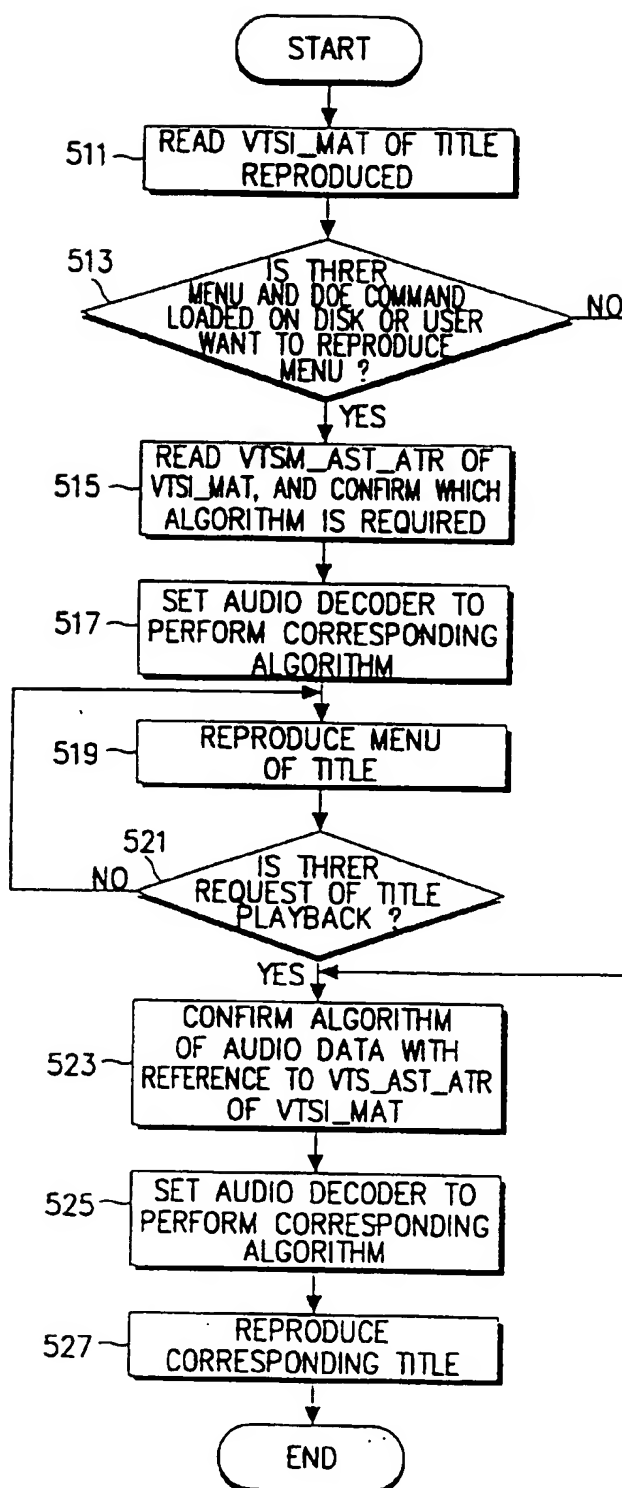 START
511
READ VTSI_MAT OF TITLE
REPRODUCED
513
IS THRER
MENU AND DOE COMMAND
LOADED ON DISK OR USER
WANT TO REPRODUCE
MENU ?
NO
YES
515
READ VTSM_AST_ATR OF
VTSI_MAT, AND CONFIRM WHICH
ALGORITHM IS REQUIRED
517
SET AUDIO DECODER TO
PERFORM CORRESPONDING
ALGORITHM
519
REPRODUCE MENU
OF TITLE
521
IS THRER
REQUEST OF TITLE
PLAYBACK ?
NO
YES
523
CONFIRM ALGORITHM
OF AUDIO DATA WITH
REFERENCE TO VTS_AST_ATR
OF VTSI_MAT
525
SET AUDIO DECODER TO
PERFORM CORRESPONDING
ALGORITHM
527
REPRODUCE
CORRESPONDING TITLE
END